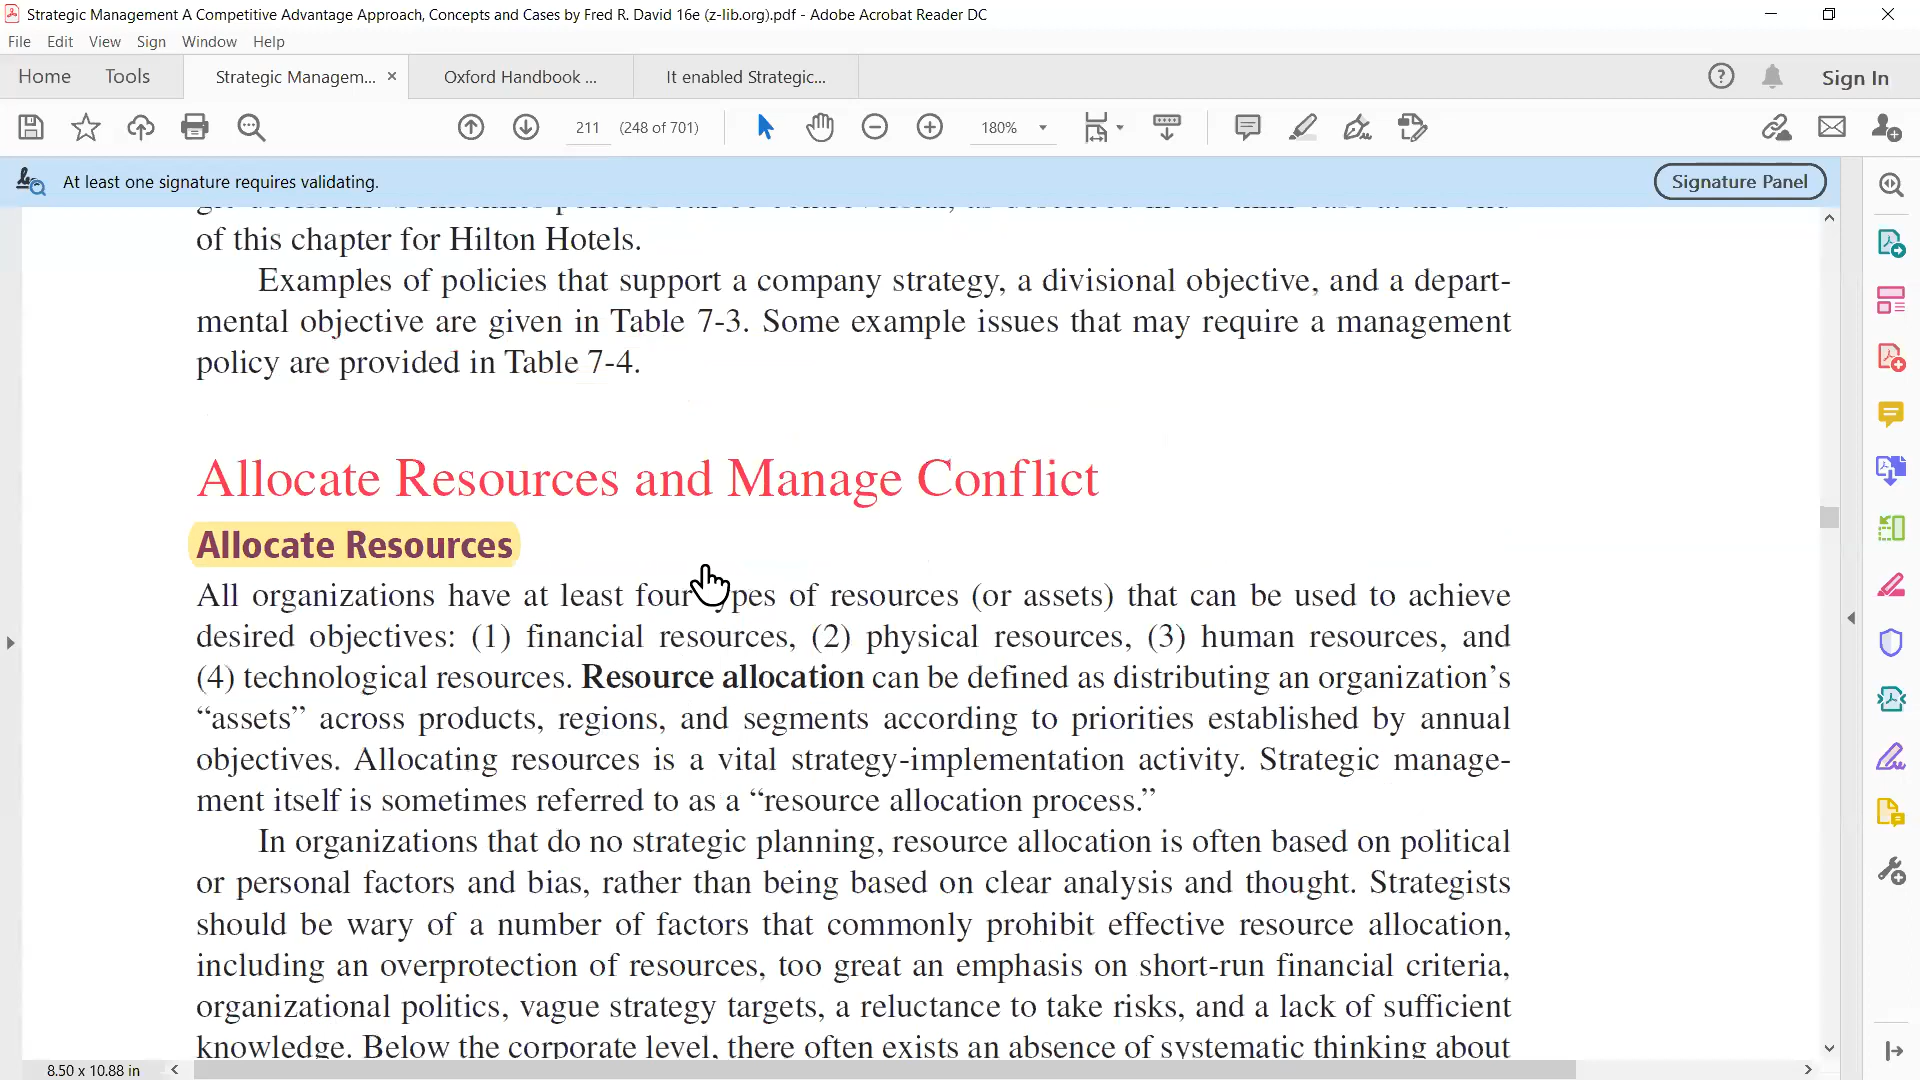 Strategic Management A Competitive Advantage Approach, Concepts and Cases by Fred R. David 16e (z-lib.org).pdf - Adobe Acrobat Reader DC
File Edit View Sign Window Help
Home Tools Strategic Managem... Oxford Handbook ... It enabled Strategic... Sign In
211 (248 of 701) 180%
At least one signature requires validating. Signature Panel
of this chapter for Hilton Hotels.
Examples of policies that support a company strategy, a divisional objective, and a depart-
mental objective are given in Table 7-3. Some example issues that may require a management
policy are provided in Table 7-4.
Allocate Resources and Manage Conflict
Allocate Resources
All organizations have at least four types of resources (or assets) that can be used to achieve
desired objectives: (1) financial resources, (2) physical resources, (3) human resources, and
(4) technological resources. Resource allocation can be defined as distributing an organization’s
“assets” across products, regions, and segments according to priorities established by annual
objectives. Allocating resources is a vital strategy-implementation activity. Strategic manage-
ment itself is sometimes referred to as a “resource allocation process.”
In organizations that do no strategic planning, resource allocation is often based on political
or personal factors and bias, rather than being based on clear analysis and thought. Strategists
should be wary of a number of factors that commonly prohibit effective resource allocation,
including an overprotection of resources, too great an emphasis on short-run financial criteria,
organizational politics, vague strategy targets, a reluctance to take risks, and a lack of sufficient
knowledge. Below the corporate level, there often exists an absence of systematic thinking about
8.50 x 10.88 in